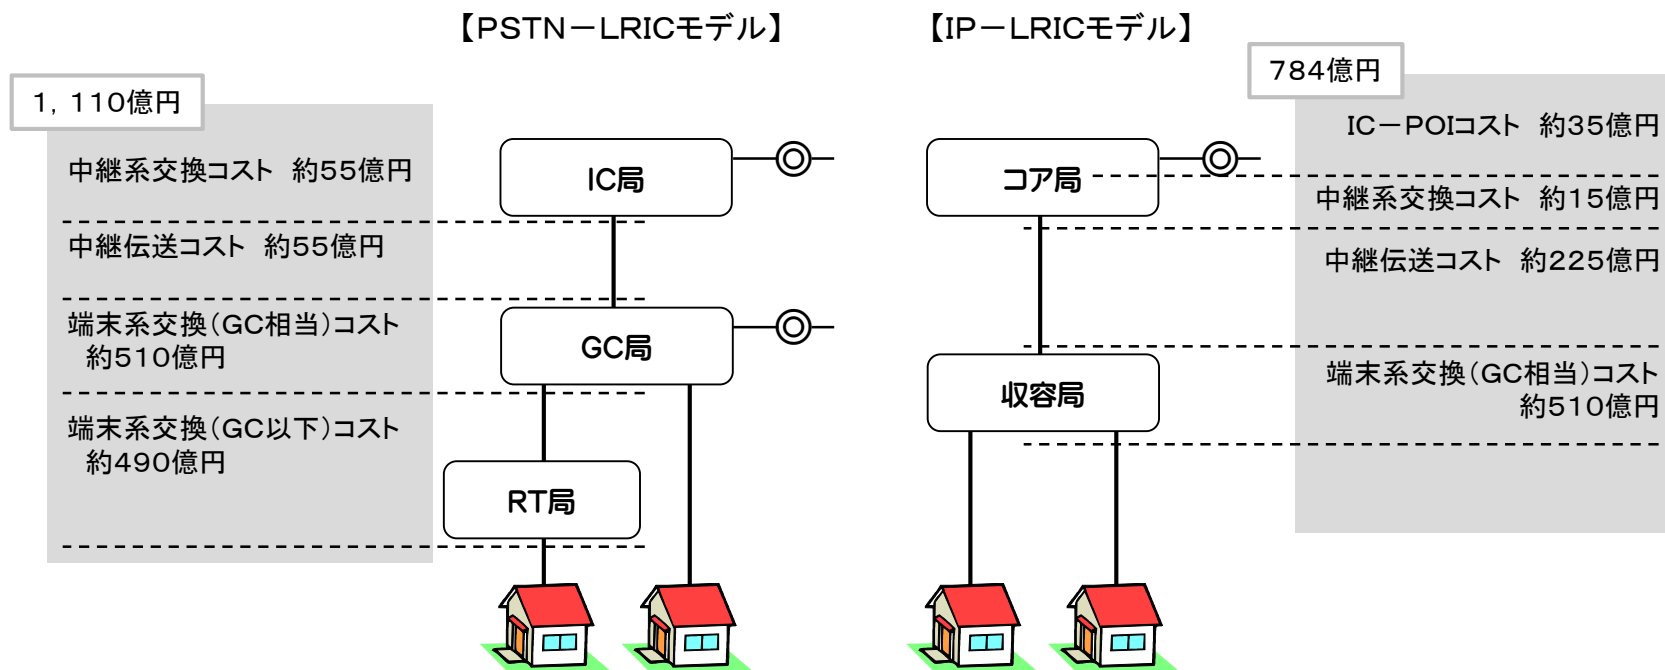 【PSTN－LRICモデル】
【IP－LRICモデル】
1，110億円
中継系交換コスト　約55億円
中継伝送コスト　約55億円
端末系交換（GC相当）コスト
約510億円
端末系交換（GC以下）コスト
約490億円
IC局
GC局
RT局
784億円
コア局
収容局
IC－POIコスト　約35億円
中継系交換コスト　約15億円
中継伝送コスト　約225億円
端末系交換（GC相当）コスト
約510億円